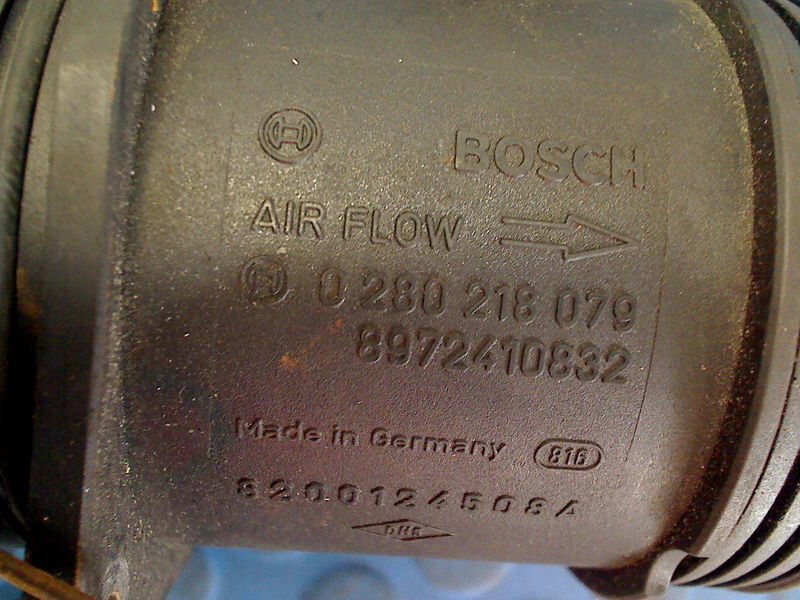 BOSCH
AIR FLOW
0 280 218 079
8972410832
Made in Germany 816
8200124508A